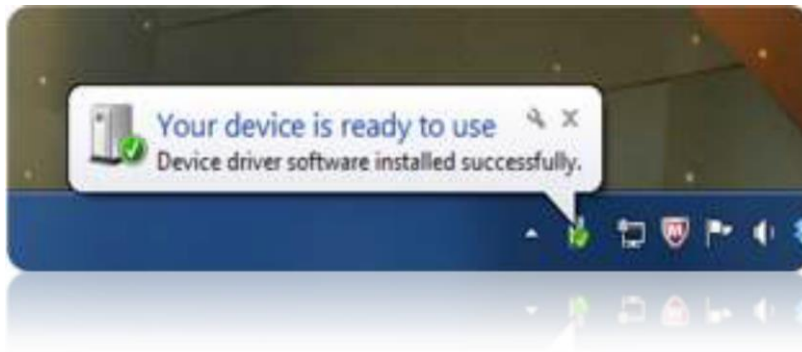 Your device is ready to use
Device driver software installed successfully.